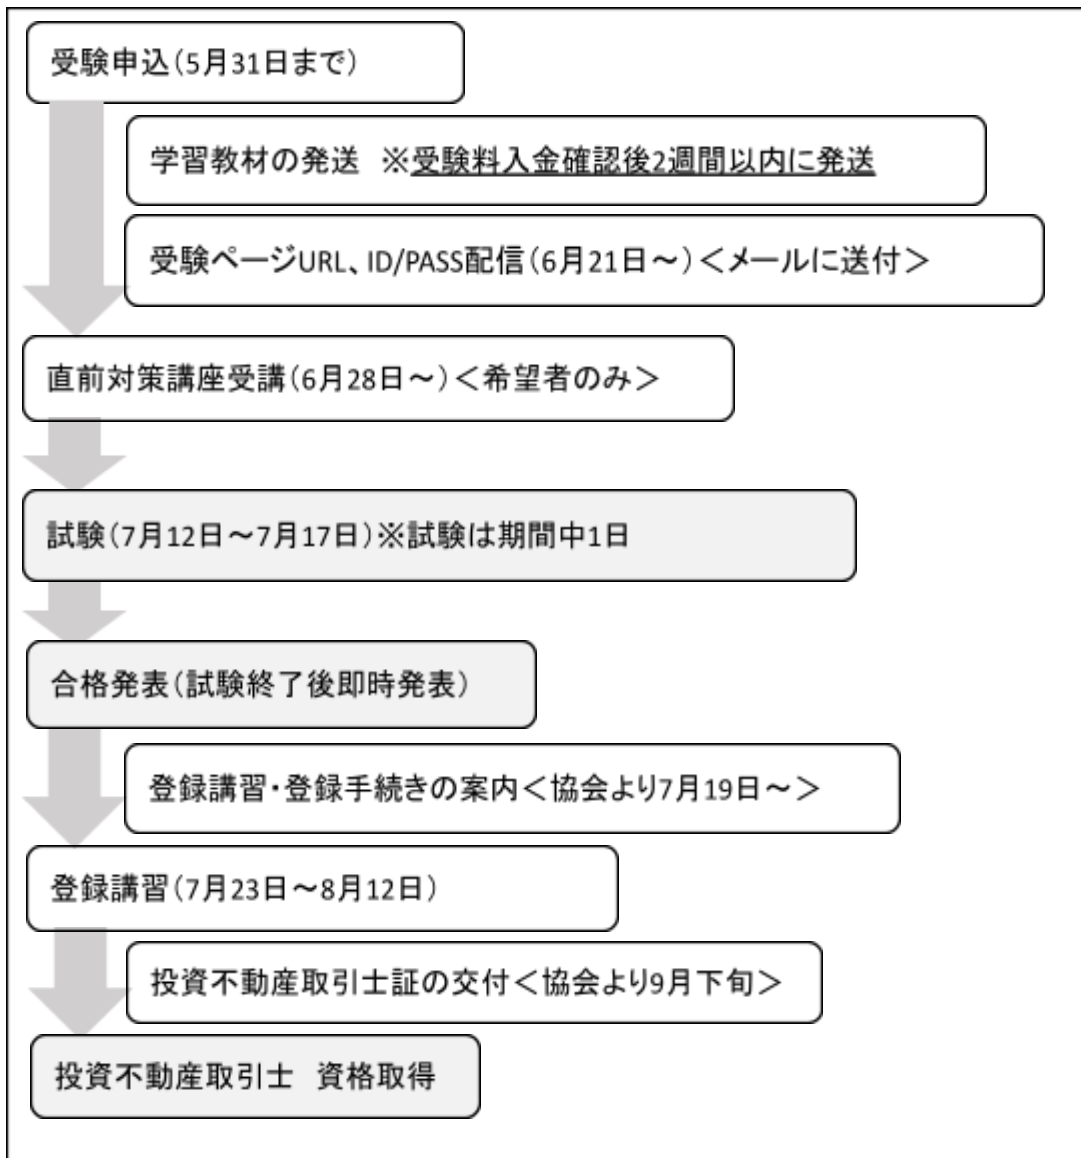 受験申込(5月31日まで)
学習教材の発送　※受験料入金確認後2週間以内に発送
受験ページURL、ID/PASS配信(6月21日～)＜メールに送付＞
直前対策講座受講(6月28日～)＜希望者のみ＞
試験(7月12日～7月17日)※試験は期間中1日
合格発表(試験終了後即時発表)
登録講習・登録手続きの案内＜協会より7月19日～＞
登録講習(7月23日～8月12日)
投資不動産取引士証の交付＜協会より9月下旬＞
投資不動産取引士　資格取得